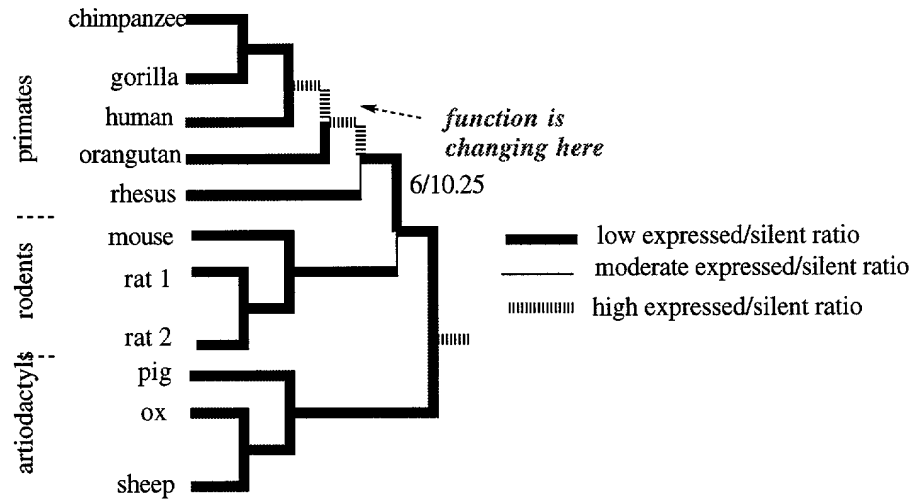 chimpanzee
gorilla
human
orangutan
rhesus
mouse
rat 1
rat 2
pig
ox
sheep
primates
rodents
artiodactyls
function is
changing here
6/10.25
low expressed/silent ratio
moderate expressed/silent ratio
high expressed/silent ratio